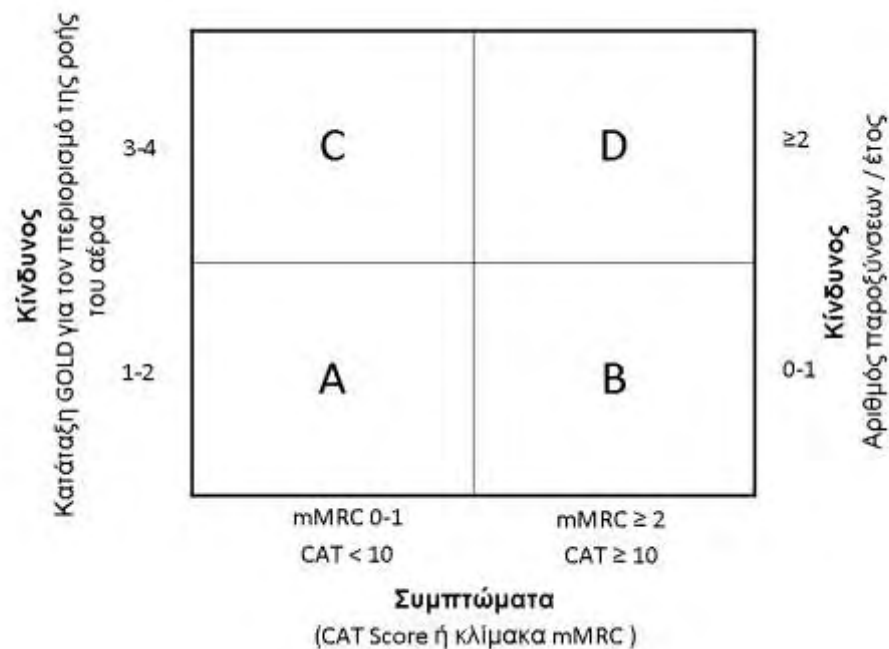 Κίνδυνος
Κατάταξη GOLD για τον περιορισμό της ροής
του αέρα
3-4
1-2
C
D
A
B
≥2
0-1
Κίνδυνος
Αριθμός παροξύνσεων / έτος
mMRC 0-1
mMRC ≥ 2
CAT < 10
CAT ≥ 10
Συμπτώματα
(CAT Score ή κλίμακα mMRC )